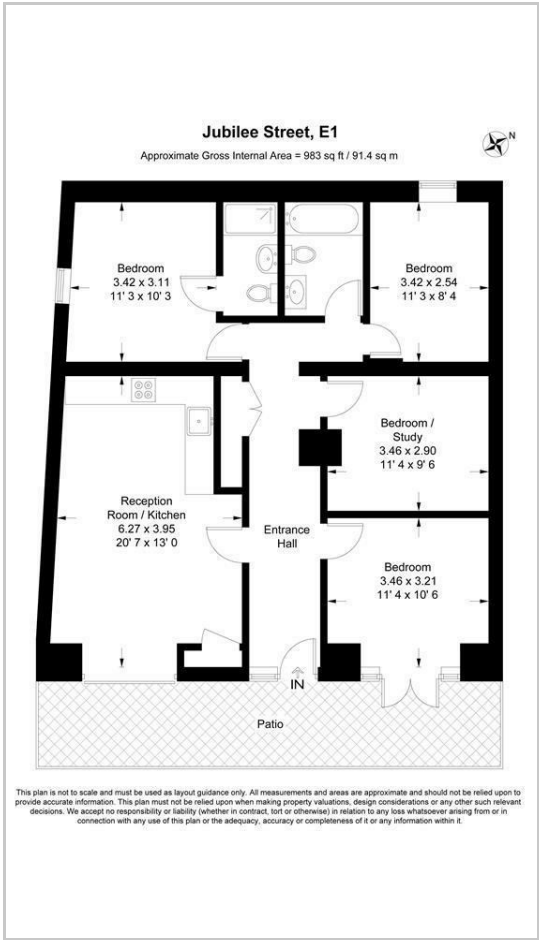 Jubilee Street, E1
Approximate Gross Internal Area = 983 sq ft / 91.4 sq m
N
Bedroom
3.42 x 3.11
11' 3 x 10' 3
Bedroom
3.42 x 2.54
11' 3 x 8' 4
Bedroom /
Study
3.46 x 2.90
11' 4 x 9' 6
Reception
Room / Kitchen
6.27 x 3.95
20' 7 x 13' 0
Entrance
Hall
Bedroom
3.46 x 3.21
11' 4 x 10' 6
IN
Patio
This plan is not to scale and must be used as layout guidance only. All measurements and areas are approximate and should not be relied upon to
provide accurate information. This plan must not be relied upon when making property valuations, design considerations or any other such relevant
decisions. We accept no responsibility or liability (whether in contract, tort or otherwise) in relation to any loss whatsoever arising from or in
connection with any use of this plan or the adequacy, accuracy or completeness of it or any information within it.